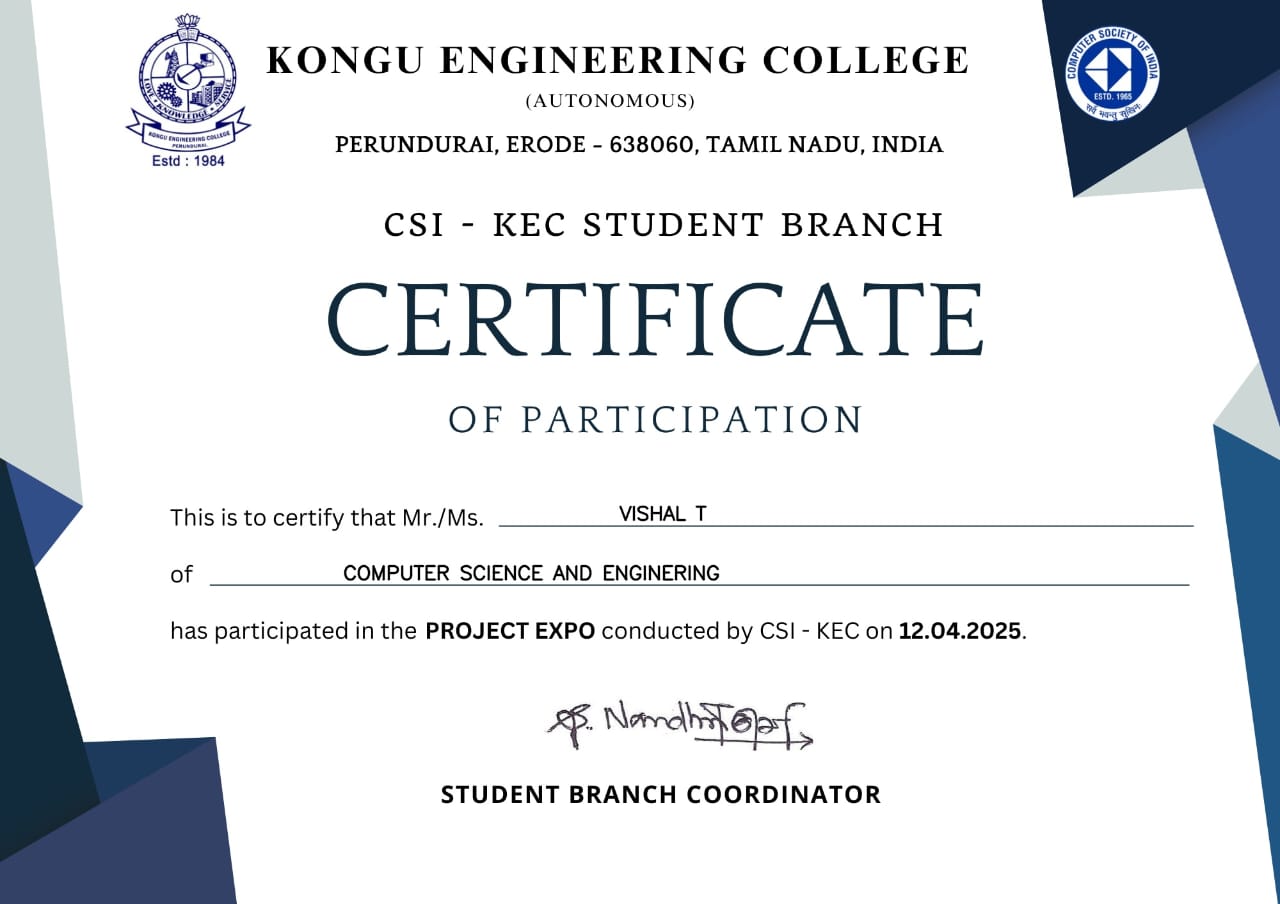 KONGU ENGINEERING COLLEGE
(AUTONOMOUS)
PERUNDURAI, ERODE – 638060, TAMIL NADU, INDIA
LOVE • KNOWLEDGE • SERVICE
KONGU ENGINEERING COLLEGE
PERUNDURAI
Estd : 1984
COMPUTER SOCIETY OF INDIA
ESTD. 1965
सर्वे भवन्तु सुखिनः
CSI - KEC STUDENT BRANCH
CERTIFICATE
OF PARTICIPATION
This is to certify that Mr./Ms. VISHAL T
of COMPUTER SCIENCE AND ENGINERING
has participated in the PROJECT EXPO conducted by CSI - KEC on 12.04.2025.
STUDENT BRANCH COORDINATOR